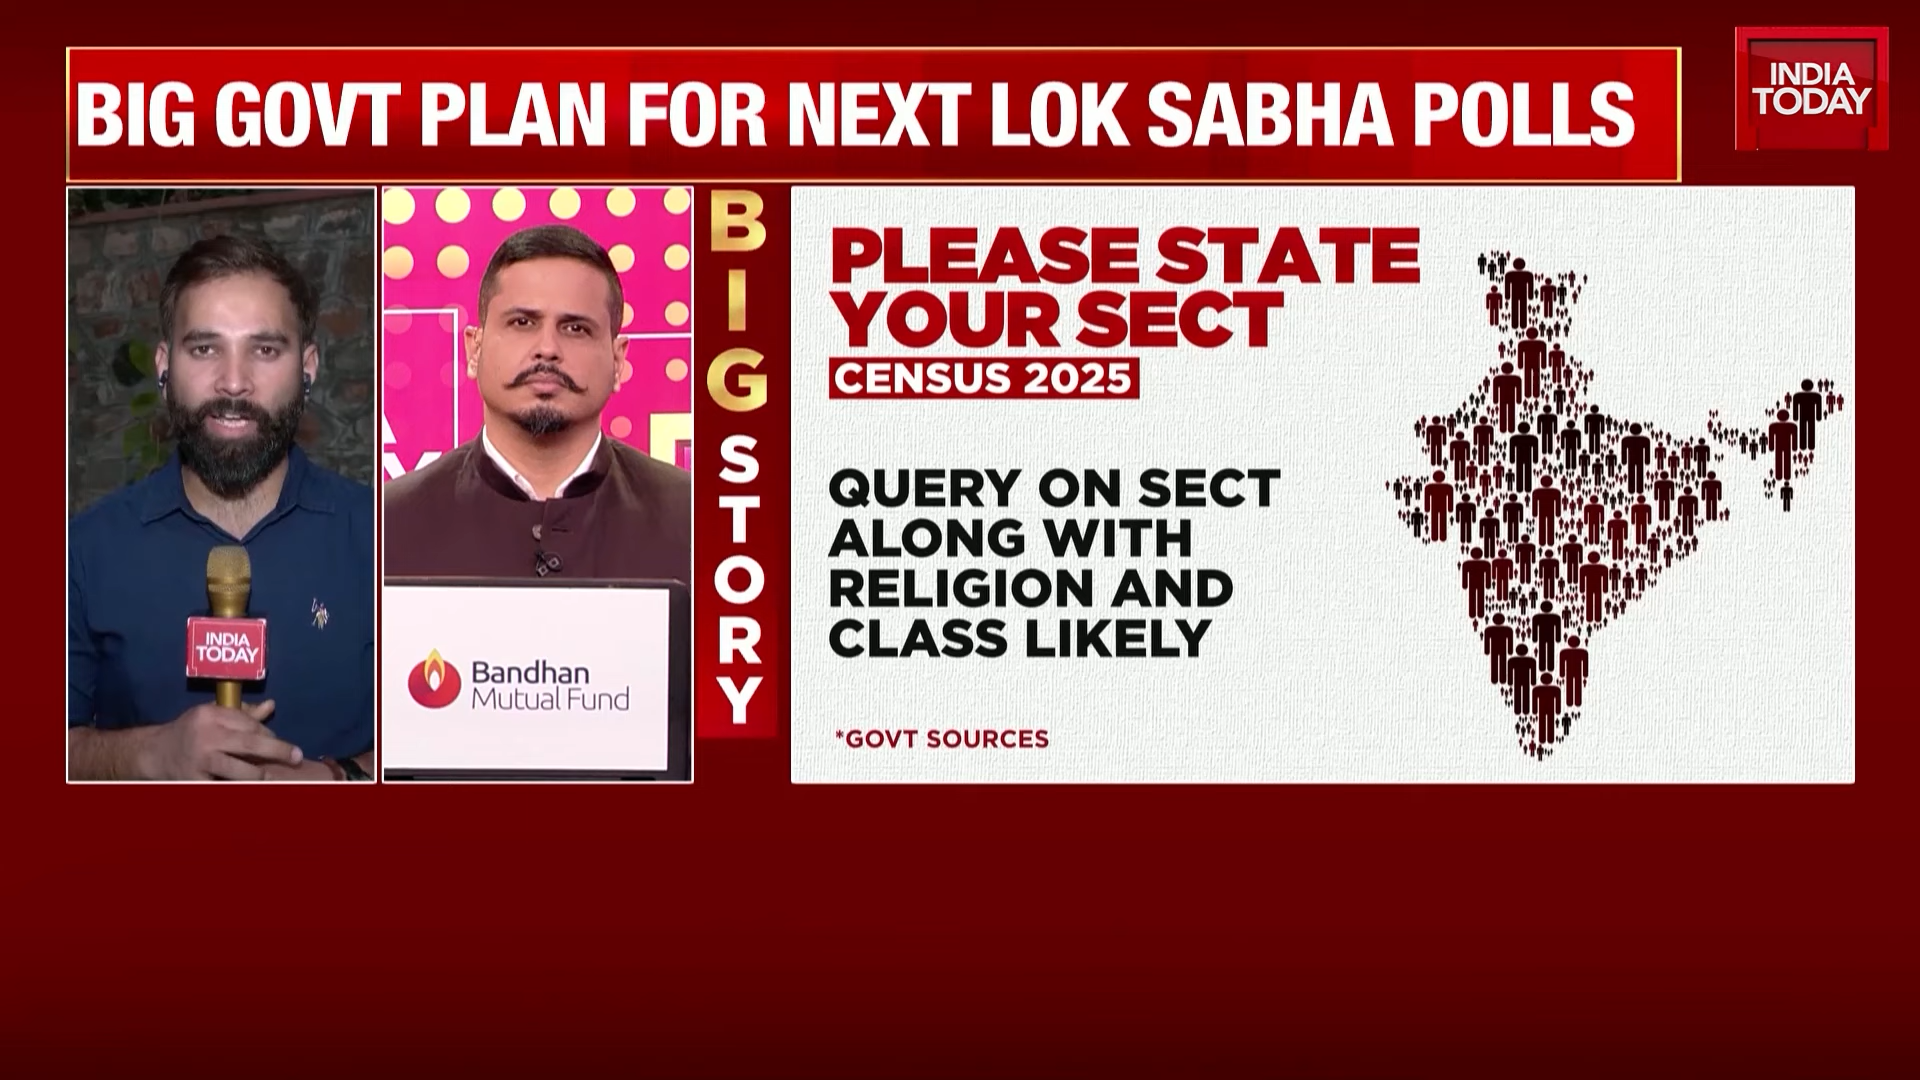 BIG GOVT PLAN FOR NEXT LOK SABHA POLLS
INDIA
TODAY
INDIA
TODAY
Bandhan
Mutual Fund
BIG STORY
PLEASE STATE
YOUR SECT
CENSUS 2025
QUERY ON SECT
ALONG WITH
RELIGION AND
CLASS LIKELY
*GOVT SOURCES